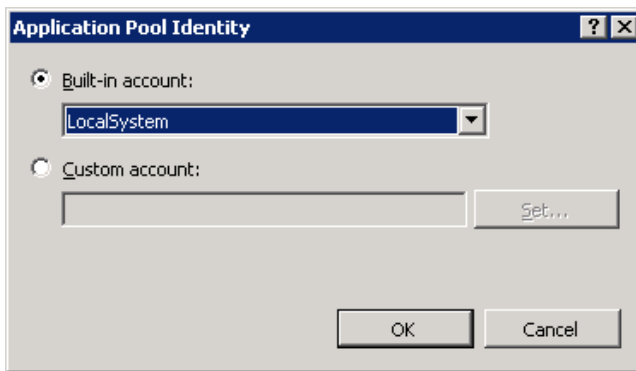 Application Pool Identity
Built-in account:
LocalSystem
Custom account:
Set...
OK Cancel